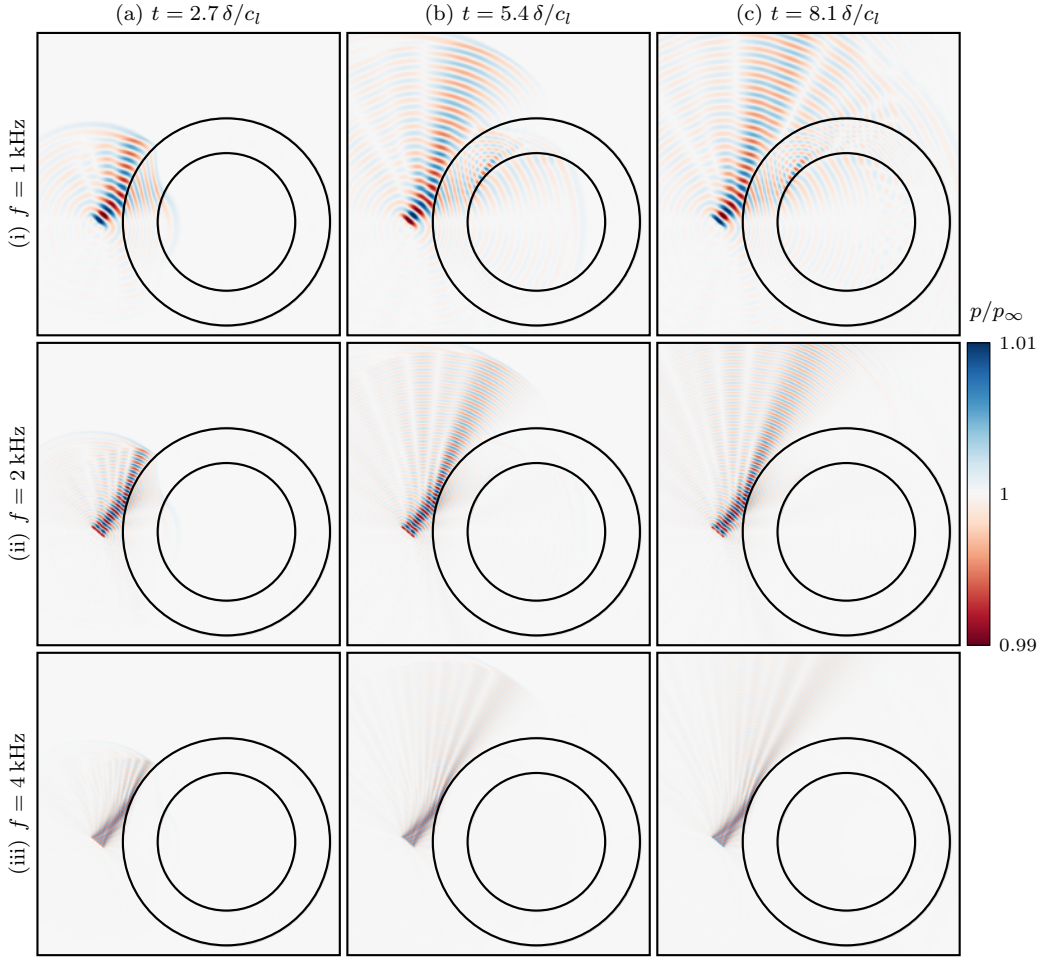 (a) t = 2.7 δ/c_l
(b) t = 5.4 δ/c_l
(c) t = 8.1 δ/c_l
(i) f = 1 kHz
(ii) f = 2 kHz
(iii) f = 4 kHz
p/p_∞
1.01
1
0.99